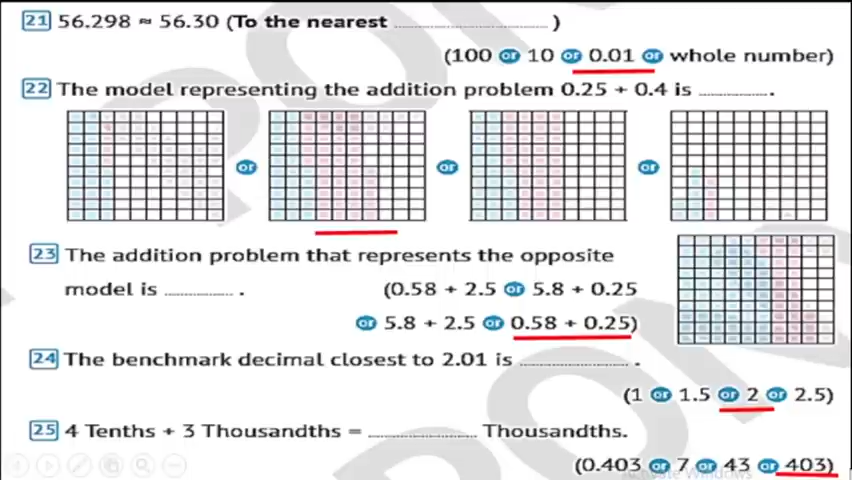 21 56.298 ≈ 56.30 (To the nearest ........................ )
(100 or 10 or 0.01 or whole number)
22 The model representing the addition problem 0.25 + 0.4 is ............ .
or or or
23 The addition problem that represents the opposite
model is ............ . (0.58 + 2.5 or 5.8 + 0.25
or 5.8 + 2.5 or 0.58 + 0.25)
24 The benchmark decimal closest to 2.01 is .................. .
(1 or 1.5 or 2 or 2.5)
25 4 Tenths + 3 Thousandths = .................. Thousandths.
(0.403 or 7 or 43 or 403)